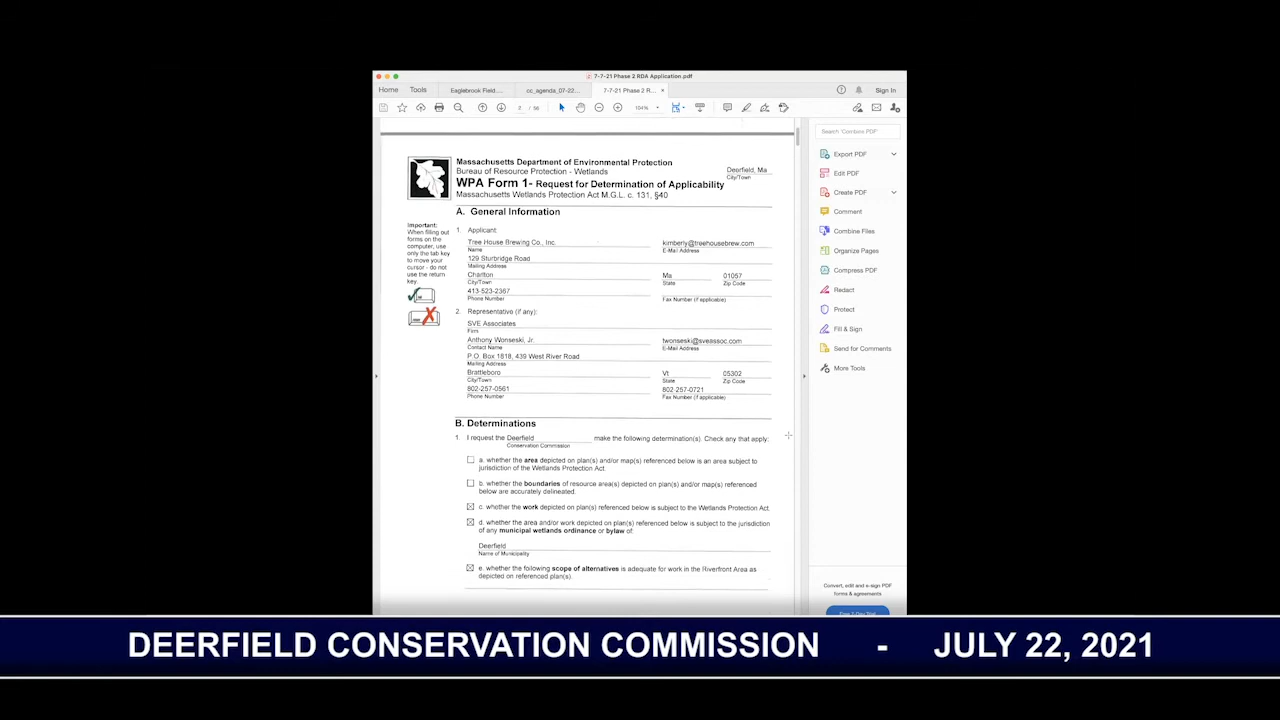 7-7-21 Phase 2 RDA Application.pdf
Home Tools Eaglebrook Field.... cc_agenda_07-22... 7-7-21 Phase 2 R... × Sign In
2 / 56 104%
Search 'Combine PDF'
Export PDF
Edit PDF
Create PDF
Comment
Combine Files
Organize Pages
Compress PDF
Redact
Protect
Fill & Sign
Send for Comments
More Tools
Convert, edit and e-sign PDF
forms & agreements
Massachusetts Department of Environmental Protection
Bureau of Resource Protection - Wetlands
WPA Form 1- Request for Determination of Applicability
Massachusetts Wetlands Protection Act M.G.L. c. 131, §40
Deerfield, Ma
City/Town
A. General Information
Important:
When filling out
forms on the
computer, use
only the tab key
to move your
cursor - do not
use the return
key.
1. Applicant:
Tree House Brewing Co., Inc. kimberly@treehousebrew.com
Name E-Mail Address
129 Sturbridge Road
Mailing Address
Charlton Ma 01057
City/Town State Zip Code
413-523-2367
Phone Number Fax Number (if applicable)
2. Representative (if any):
SVE Associates
Firm
Anthony Wonseski, Jr. twonseski@sveassoc.com
Contact Name E-Mail Address
P.O. Box 1818, 439 West River Road
Mailing Address
Brattleboro Vt 05302
City/Town State Zip Code
802-257-0561 802-257-0721
Phone Number Fax Number (if applicable)
B. Determinations
1. I request the Deerfield make the following determination(s). Check any that apply:
Conservation Commission
a. whether the area depicted on plan(s) and/or map(s) referenced below is an area subject to
jurisdiction of the Wetlands Protection Act.
b. whether the boundaries of resource area(s) depicted on plan(s) and/or map(s) referenced
below are accurately delineated.
c. whether the work depicted on plan(s) referenced below is subject to the Wetlands Protection Act.
d. whether the area and/or work depicted on plan(s) referenced below is subject to the jurisdiction
of any municipal wetlands ordinance or bylaw of:
Deerfield
Name of Municipality
e. whether the following scope of alternatives is adequate for work in the Riverfront Area as
depicted on referenced plan(s).
DEERFIELD CONSERVATION COMMISSION - JULY 22, 2021